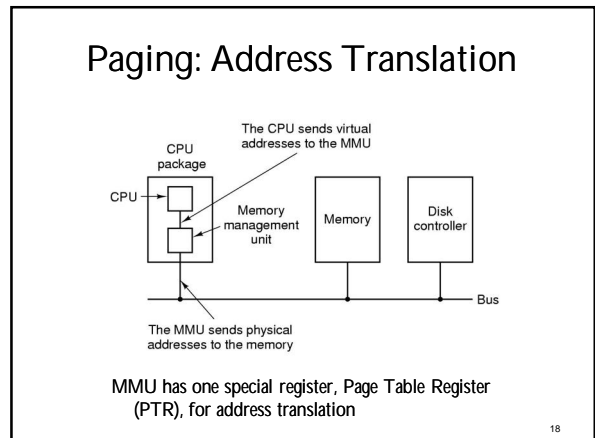 Paging: Address Translation
The CPU sends virtual
addresses to the MMU
CPU
package
CPU
Memory
management
unit
Memory
Disk
controller
Bus
The MMU sends physical
addresses to the memory
MMU has one special register, Page Table Register
(PTR), for address translation
18